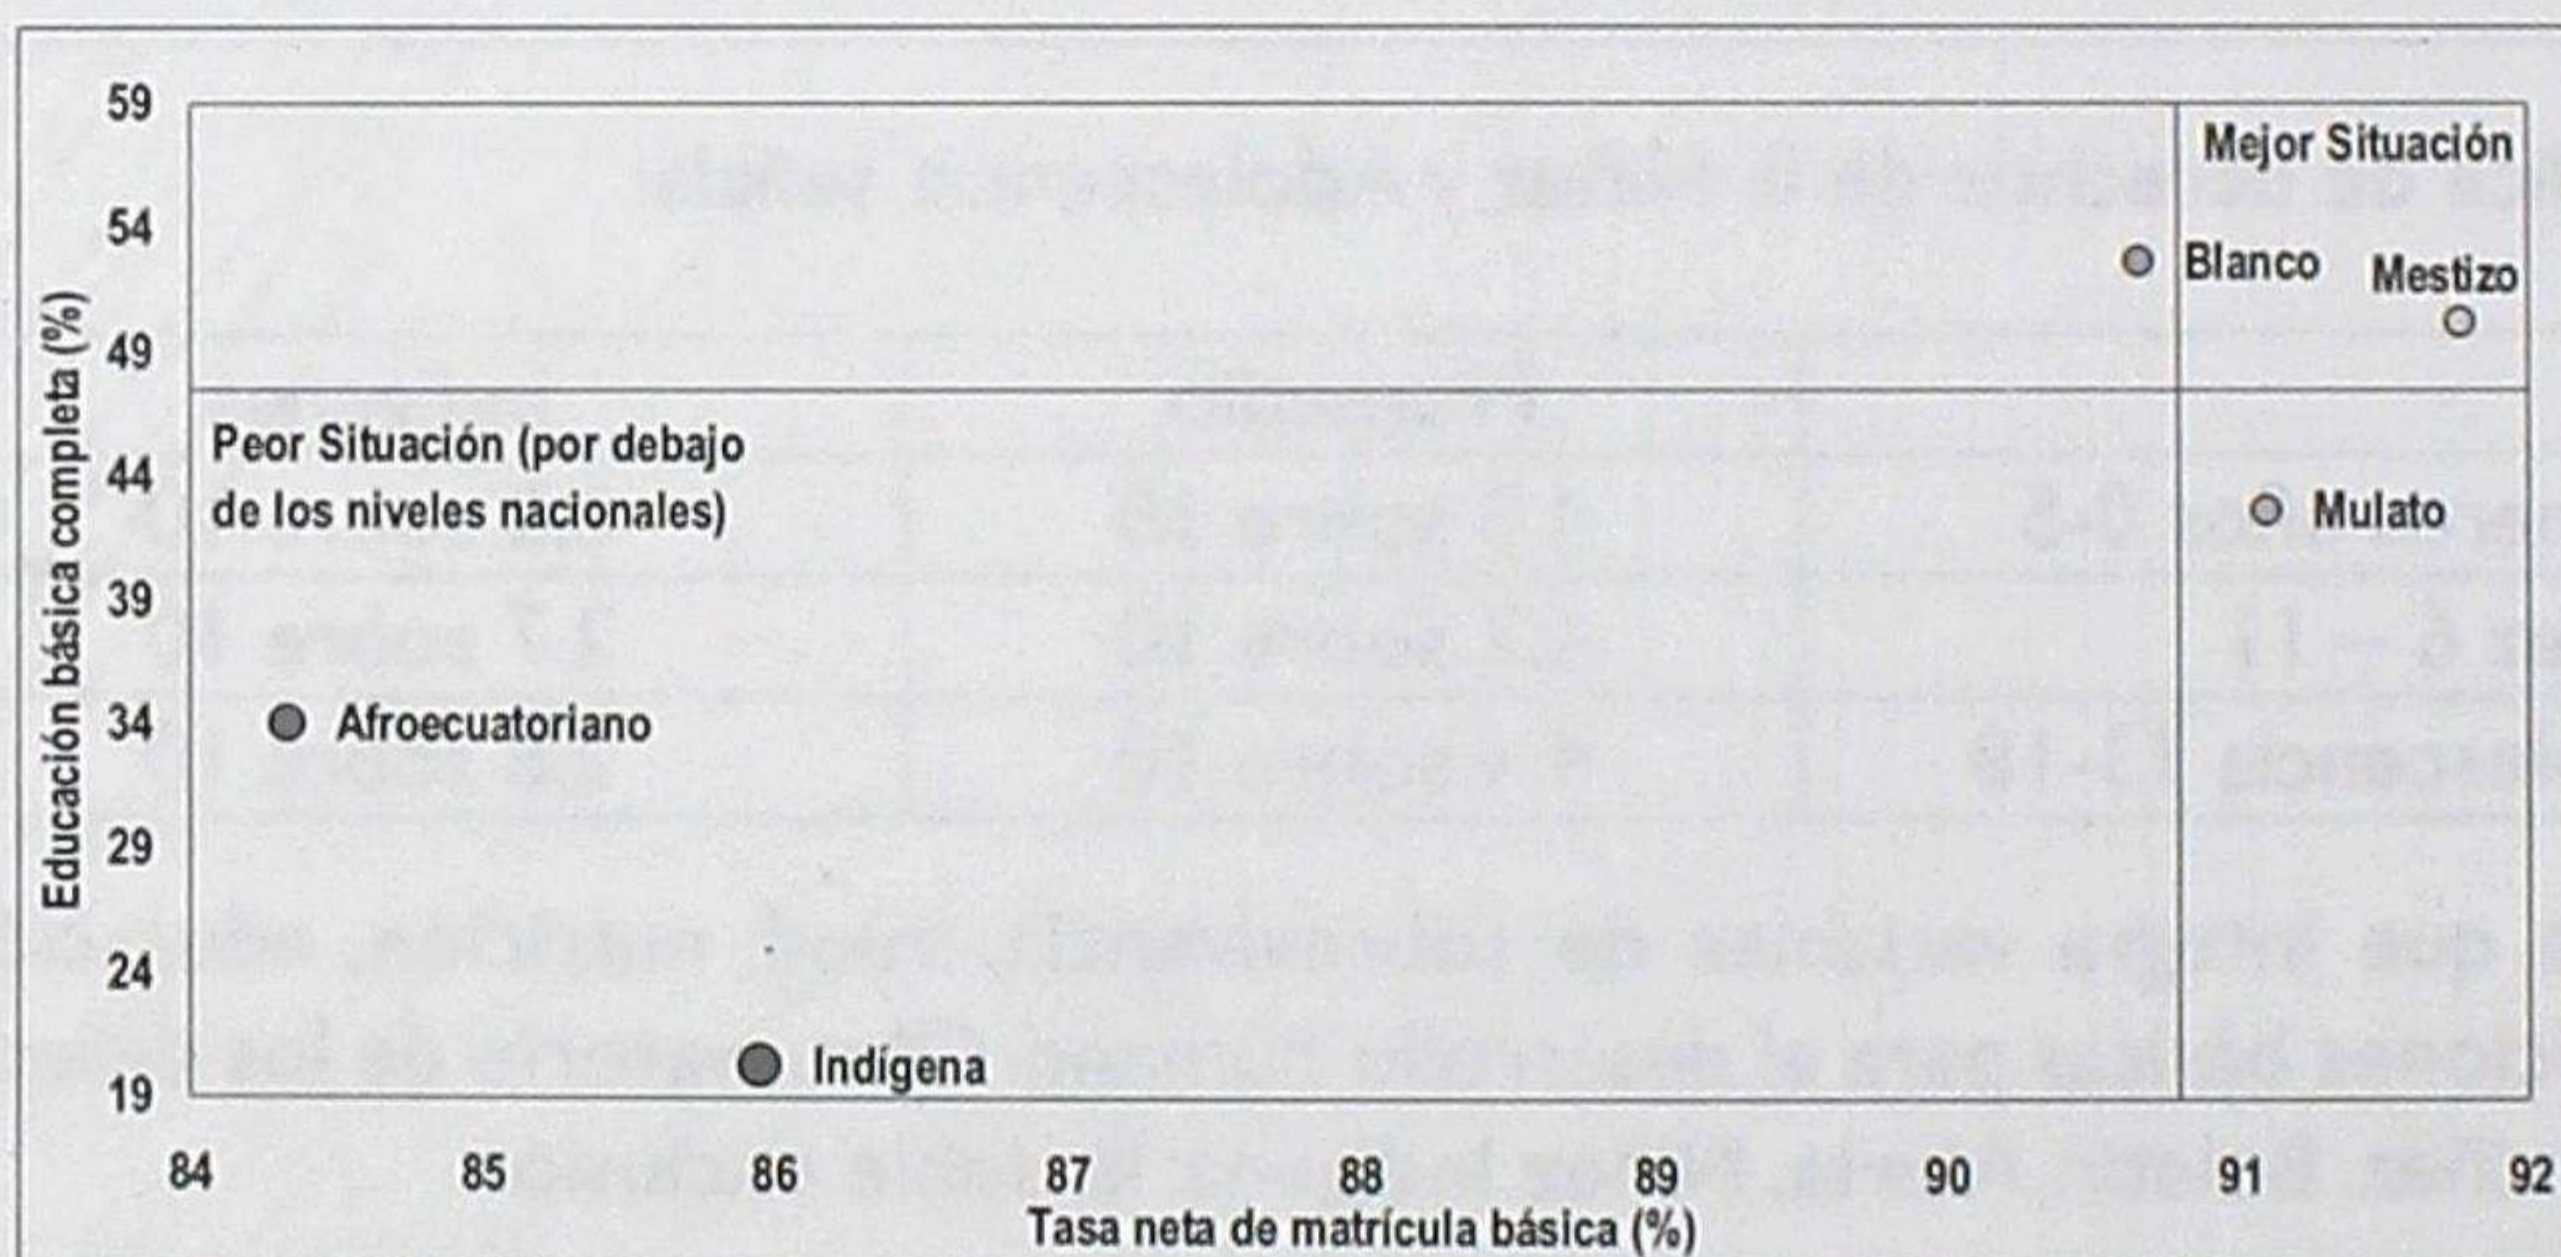 59
Mejor Situación
54
Blanco
Mestizo
49
Peor Situación (por debajo
de los niveles nacionales)
44
Mulato
39
34
Afroecuatoriano
29
24
Indígena
19
Educación básica completa (%)
84 85 86 87 88 89 90 91 92
Tasa neta de matrícula básica (%)